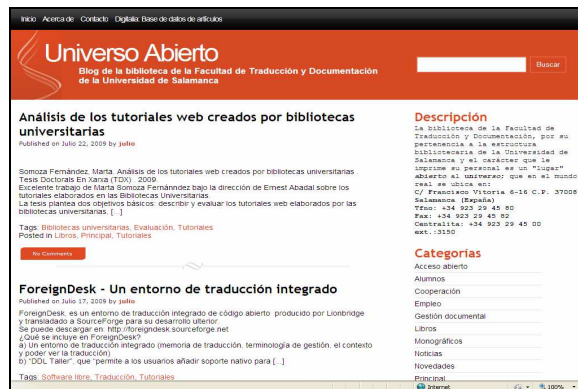 Inicio Acerca de Contacto Digitalia: Base de datos de artículos
Universo Abierto
Blog de la biblioteca de la Facultad de Traducción y Documentación
de la Universidad de Salamanca
Buscar
Análisis de los tutoriales web creados por bibliotecas
universitarias
Published on Julio 22, 2009 by julio
Somoza Fernández, Marta. Análisis de los tutoriales web creados por bibliotecas universitarias .
Tesis Doctorals En Xarxa (TDX) . 2009.
Excelente trabajo de Marta Somoza Fernández bajo la dirección de Ernest Abadal sobre los
tutoriales elaborados en las Bibliotecas Universitarias
La tesis plantea dos objetivos básicos: describir y evaluar los tutoriales web elaborados por las
bibliotecas universitarias, [...]
Tags: Bibliotecas universitarias, Evaluación, Tutoriales
Posted in Libros, Principal, Tutoriales
No Comments
ForeignDesk - Un entorno de traducción integrado
Published on Julio 17, 2009 by julio
ForeignDesk, es un entorno de traducción integrado de código abierto producido por Lionbridge
y transladado a SourceForge para su desarrollo ulterior
Se puede descargar en: http://foreigndesk.sourceforge.net
¿Qué se incluye en ForeignDesk?
a) Un entorno de traducción integrado (memoria de traducción, terminología de gestión, el contexto
y poder ver la traducción)
b) "DDL Taller", que "permite a los usuarios añadir soporte nativo para [...]
Tags: Software libre, Traducción, Tutoriales
Descripción
La biblioteca de la Facultad de
Traducción y Documentación, por su
pertenencia a la estructura
bibliotecaria de la Universidad de
Salamanca y el carácter que le
imprime su personal es un "lugar"
abierto al universo; que en el mundo
real se ubica en:
C/ Francisco Vitoria 6-16 C.P. 37008
Salamanca (España)
Tfno: +34 923 29 45 80
Fax: +34 923 29 45 82
Centralita: +34 923 29 45 00
ext.:3150
Categorías
Acceso abierto
Alumnos
Cooperación
Empleo
Gestión documental
Libros
Monográficos
Noticias
Novedades
Principal
Internet 100%